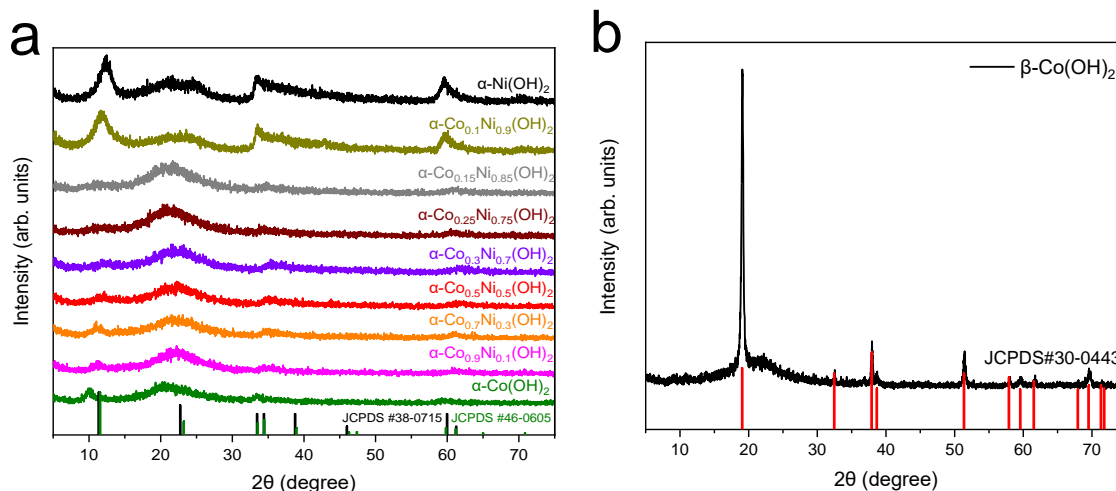 a
α-Ni(OH)2
α-Co0.1Ni0.9(OH)2
α-Co0.15Ni0.85(OH)2
α-Co0.25Ni0.75(OH)2
α-Co0.3Ni0.7(OH)2
α-Co0.5Ni0.5(OH)2
α-Co0.7Ni0.3(OH)2
α-Co0.9Ni0.1(OH)2
α-Co(OH)2
JCPDS #38-0715 JCPDS #46-0605
Intensity (arb. units)
10 20 30 40 50 60 70
2θ (degree)
b
β-Co(OH)2
JCPDS#30-0443
Intensity (arb. units)
10 20 30 40 50 60 70
2θ (degree)